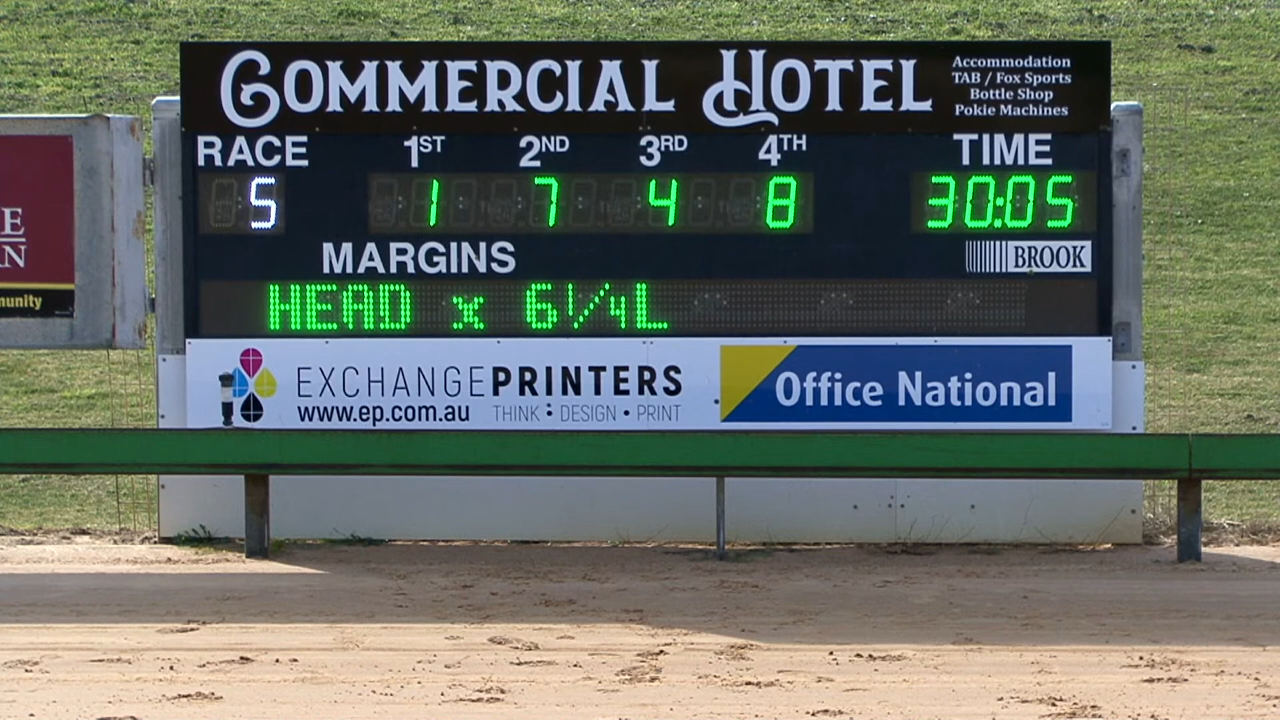 COMMERCIAL HOTEL
Accommodation
TAB / Fox Sports
Bottle Shop
Pokie Machines
RACE 1ST 2ND 3RD 4TH TIME
5 1 7 4 8 30:05
MARGINS
BROOK
HEAD x 6¼L
EXCHANGEPRINTERS
www.ep.com.au THINK : DESIGN • PRINT
Office National
E
N
munity